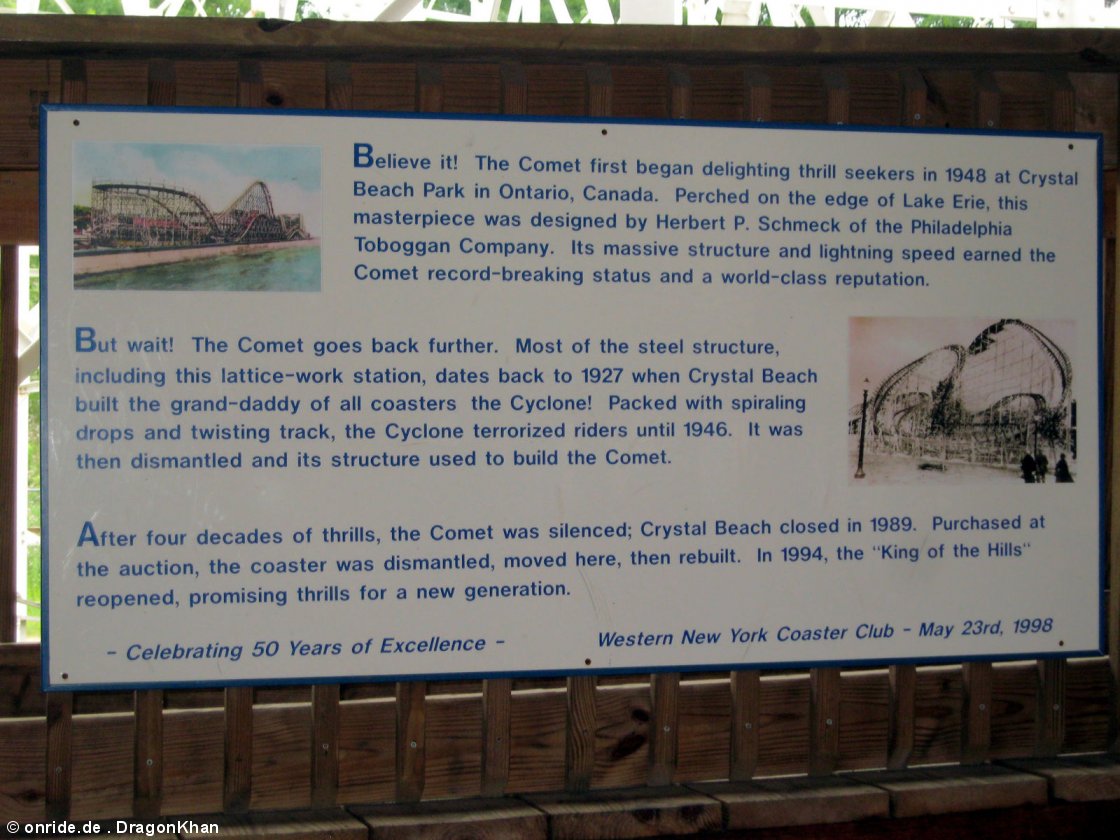 Believe it! The Comet first began delighting thrill seekers in 1948 at Crystal
Beach Park in Ontario, Canada. Perched on the edge of Lake Erie, this
masterpiece was designed by Herbert P. Schmeck of the Philadelphia
Toboggan Company. Its massive structure and lightning speed earned the
Comet record-breaking status and a world-class reputation.
But wait! The Comet goes back further. Most of the steel structure,
including this lattice-work station, dates back to 1927 when Crystal Beach
built the grand-daddy of all coasters the Cyclone! Packed with spiraling
drops and twisting track, the Cyclone terrorized riders until 1946. It was
then dismantled and its structure used to build the Comet.
After four decades of thrills, the Comet was silenced; Crystal Beach closed in 1989. Purchased at
the auction, the coaster was dismantled, moved here, then rebuilt. In 1994, the "King of the Hills"
reopened, promising thrills for a new generation.
- Celebrating 50 Years of Excellence -
Western New York Coaster Club - May 23rd, 1998
© onride.de . DragonKhan